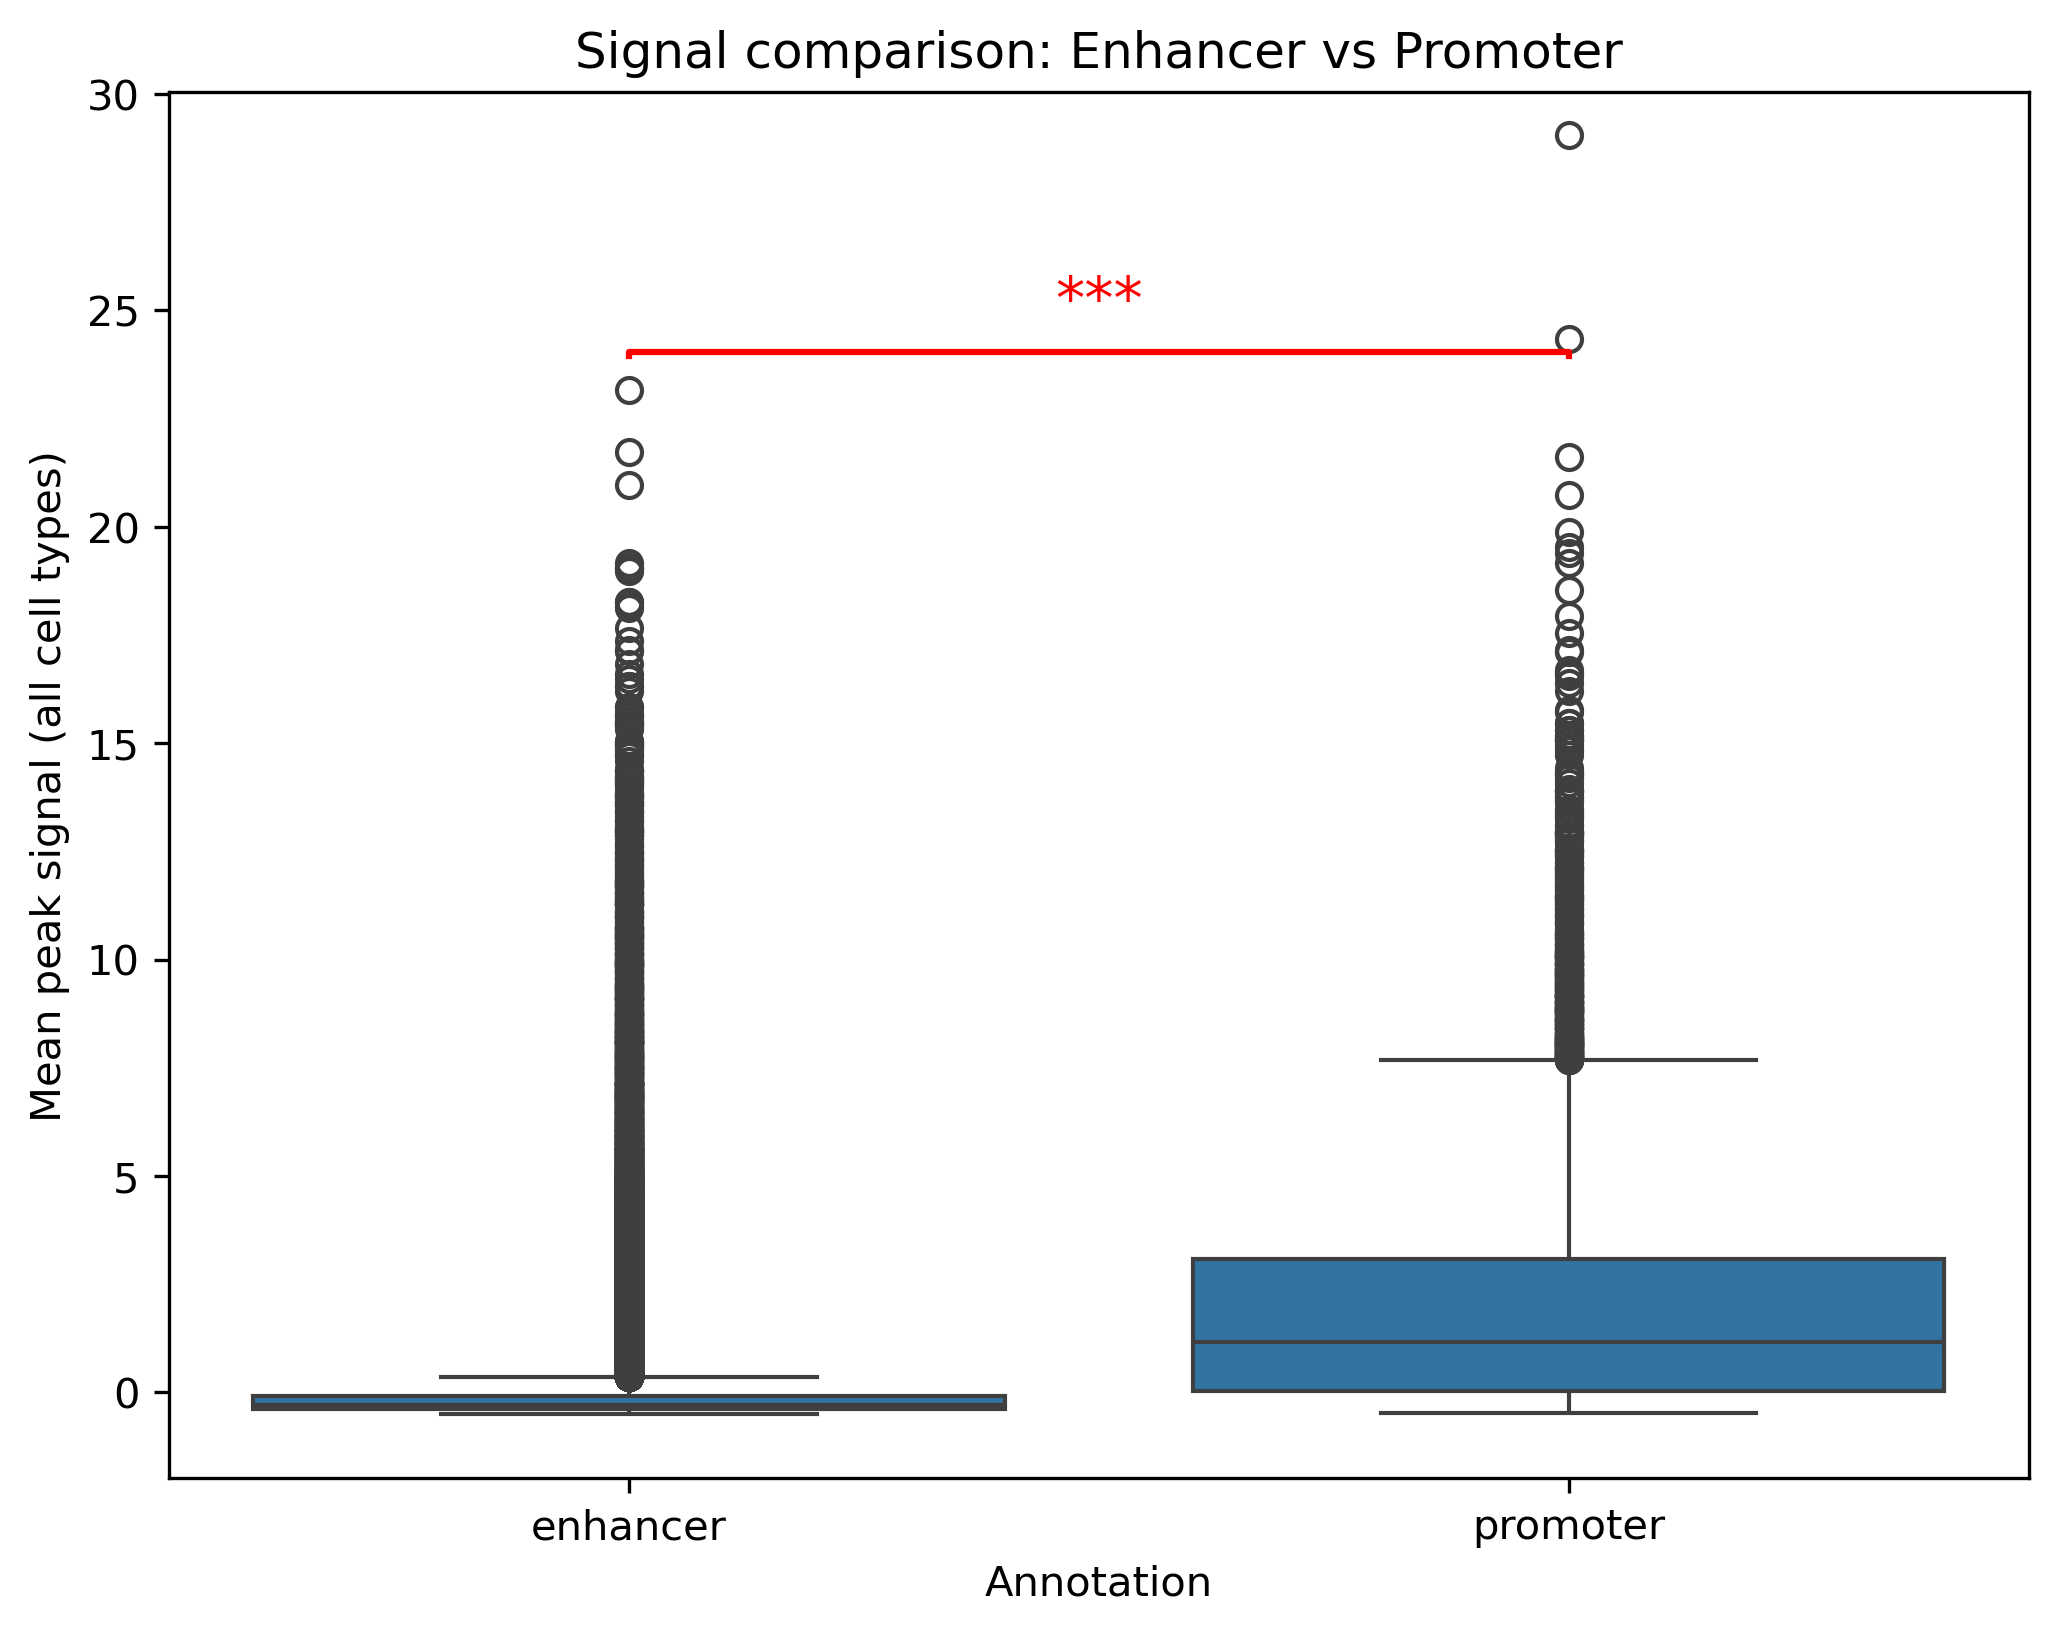 Signal comparison: Enhancer vs Promoter
30
25
20
15
10
5
0
Mean peak signal (all cell types)
***
enhancer
promoter
Annotation